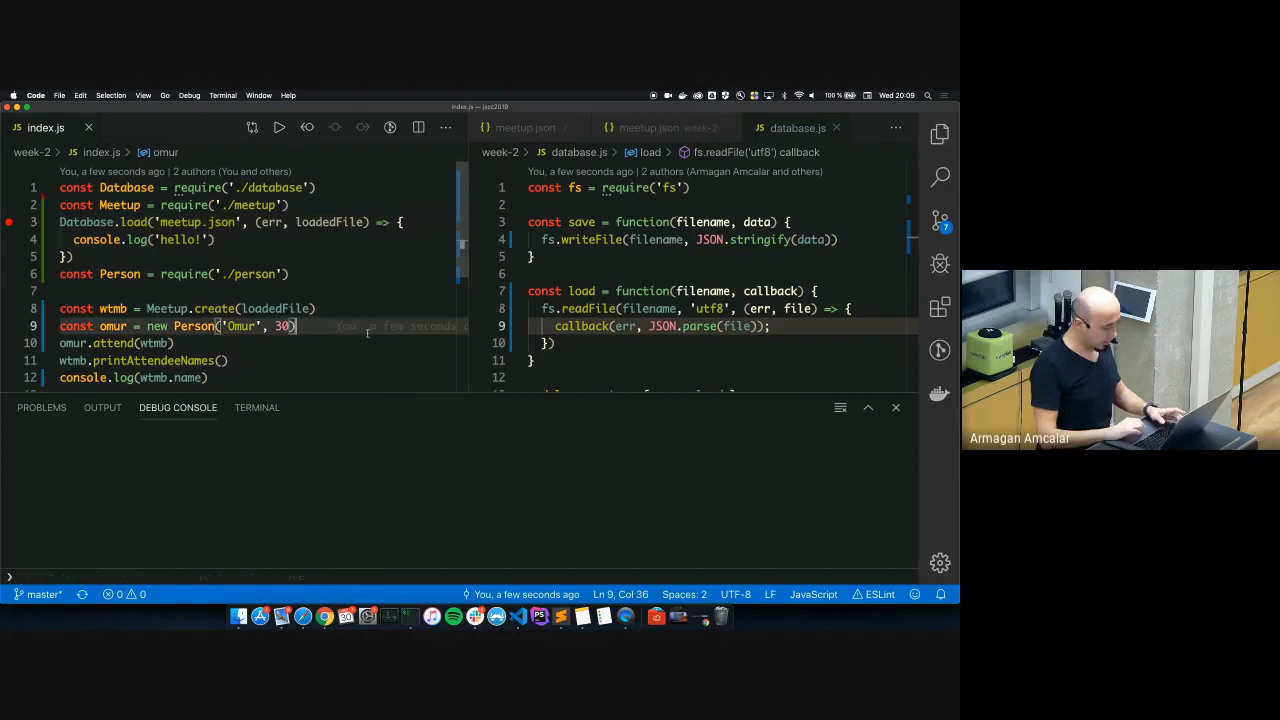 Code File Edit Selection View Go Debug Terminal Window Help
100% Wed 20:09
index.js — jscc2019
index.js
week-2 > index.js > omur
You, a few seconds ago | 2 authors (You and others)
1 const Database = require('./database')
2 const Meetup = require('./meetup')
3 Database.load('meetup.json', (err, loadedFile) => {
4 console.log('hello!')
5 })
6 const Person = require('./person')
7
8 const wtmb = Meetup.create(loadedFile)
9 const omur = new Person('Omur', 30) You, a few seconds
10 omur.attend(wtmb)
11 wtmb.printAttendeeNames()
12 console.log(wtmb.name)
meetup.json /
meetup.json week-2
database.js
week-2 > database.js > load > fs.readFile('utf8') callback
You, a few seconds ago | 2 authors (Armagan Amcalar and others)
1 const fs = require('fs')
2
3 const save = function(filename, data) {
4 fs.writeFile(filename, JSON.stringify(data))
5 }
6
7 const load = function(filename, callback) {
8 fs.readFile(filename, 'utf8', (err, file) => {
9 callback(err, JSON.parse(file));
10 })
11 }
12
7
PROBLEMS OUTPUT DEBUG CONSOLE TERMINAL
master* 0 0 You, a few seconds ago Ln 9, Col 36 Spaces: 2 UTF-8 LF JavaScript ESLint
30
PS
Armagan Amcalar